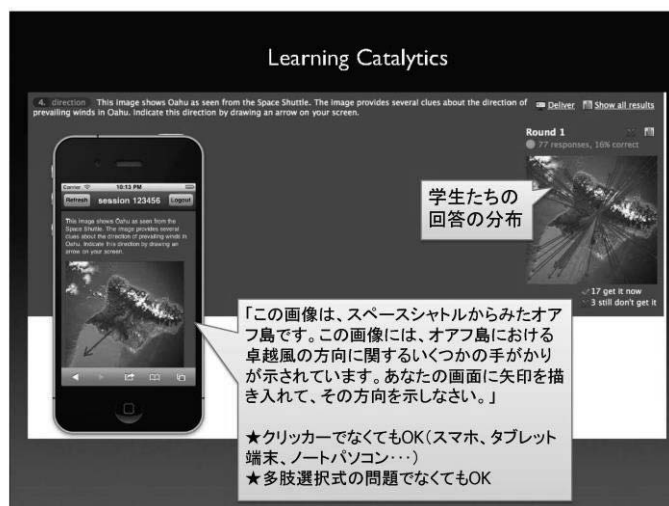 Learning Catalytics
4. direction This image shows Oahu as seen from the Space Shuttle. The image provides several clues about the direction of
prevailing winds in Oahu. Indicate this direction by drawing an arrow on your screen.
Deliver Show all results
Round 1
77 responses, 16% correct
Carrier 10:13 PM
Refresh session 123456 Logout
This image shows Oahu as seen from the
Space Shuttle. The image provides several
clues about the direction of prevailing winds in
Oahu. Indicate this direction by drawing an
arrow on your screen.
学生たちの
回答の分布
17 get it now
3 still don't get it
「この画像は、スペースシャトルからみたオア
フ島です。この画像には、オアフ島における
卓越風の方向に関するいくつかの手がかり
が示されています。あなたの画面に矢印を描
き入れて、その方向を示しなさい。」
★クリッカーでなくてもOK(スマホ、タブレット
端末、ノートパソコン･･･)
★多肢選択式の問題でなくてもOK